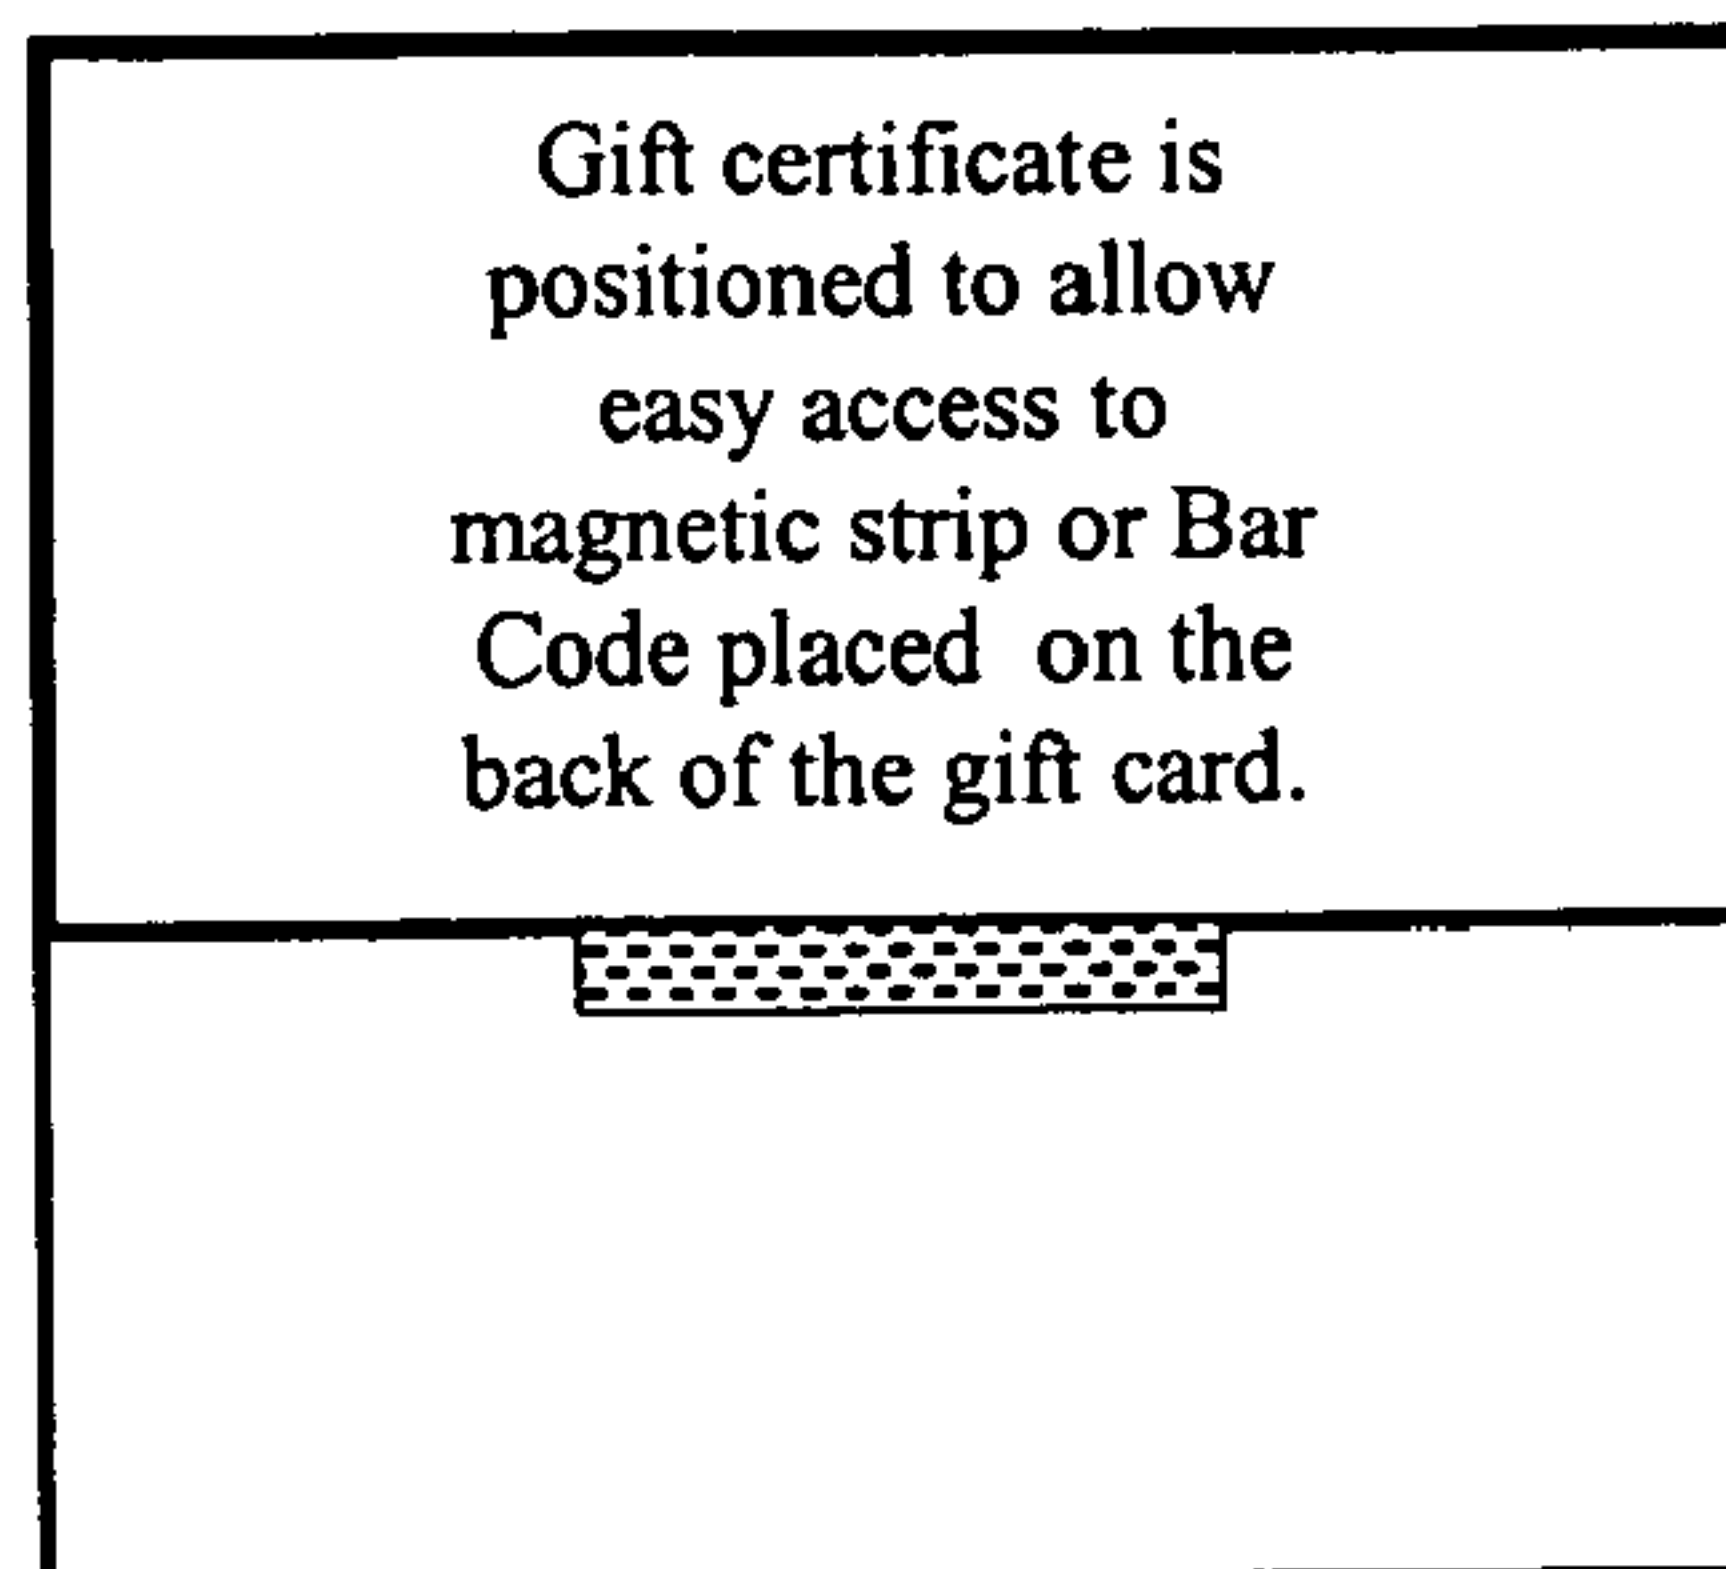 Gift certificate is
positioned to allow
easy access to
magnetic strip or Bar
Code placed  on the
back of the gift card.